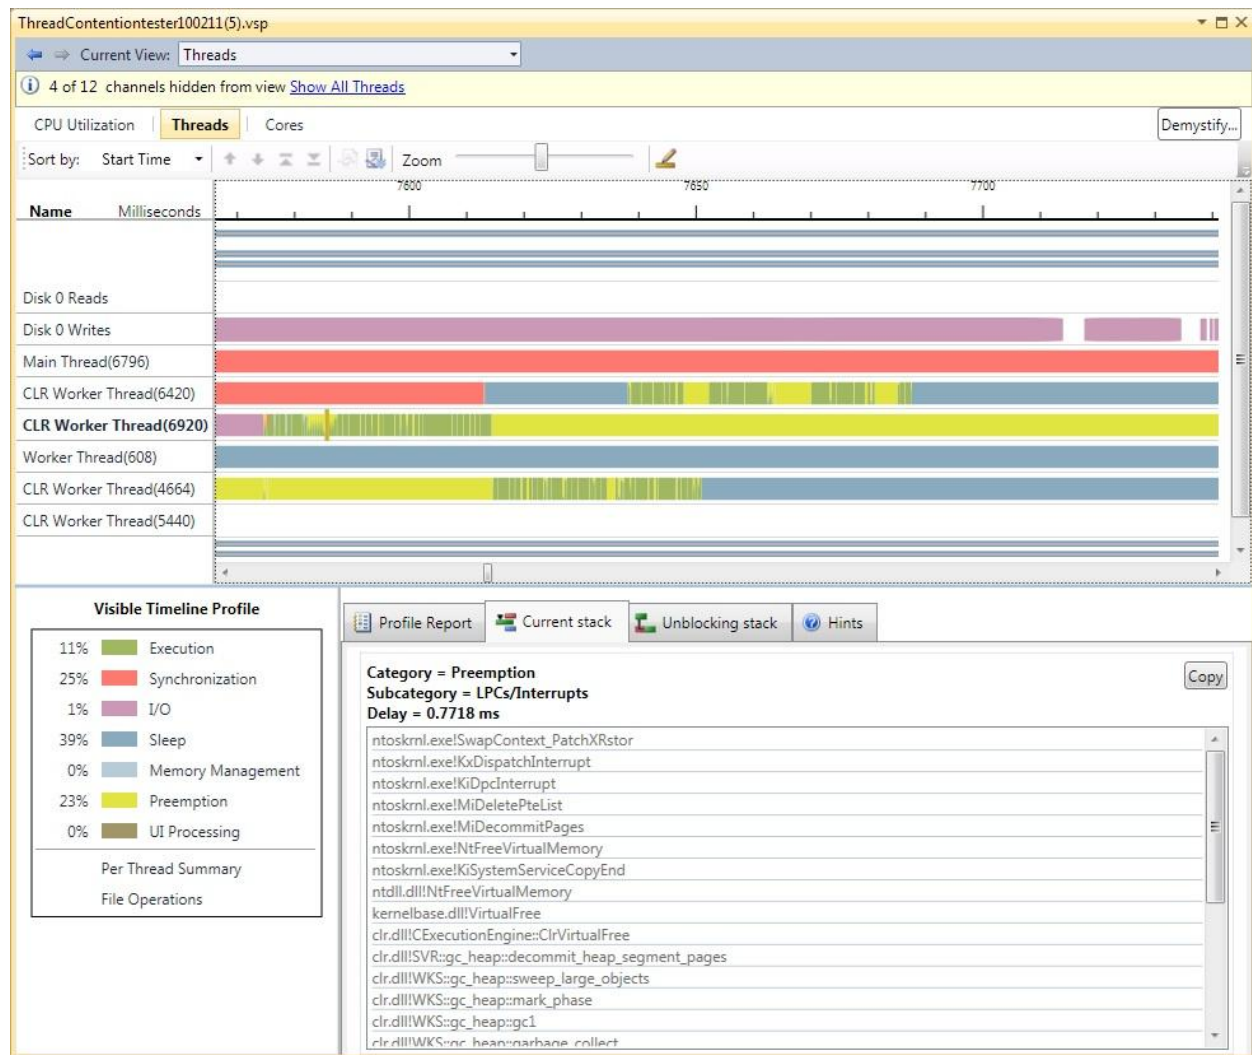 ThreadContentiontester100211(5).vsp
Current View: Threads
4 of 12 channels hidden from view Show All Threads
CPU Utilization Threads Cores Demystify...
Sort by: Start Time Zoom
7600 7650 7700
Name Milliseconds
Disk 0 Reads
Disk 0 Writes
Main Thread(6796)
CLR Worker Thread(6420)
CLR Worker Thread(6920)
Worker Thread(608)
CLR Worker Thread(4664)
CLR Worker Thread(5440)
Visible Timeline Profile
11% Execution
25% Synchronization
1% I/O
39% Sleep
0% Memory Management
23% Preemption
0% UI Processing
Per Thread Summary
File Operations
Profile Report Current stack Unblocking stack Hints
Category = Preemption
Copy
Subcategory = LPCs/Interrupts
Delay = 0.7718 ms
ntoskrnl.exe!SwapContext_PatchXRstor
ntoskrnl.exe!KxDispatchInterrupt
ntoskrnl.exe!KiDpcInterrupt
ntoskrnl.exe!MiDeletePteList
ntoskrnl.exe!MiDecommitPages
ntoskrnl.exe!NtFreeVirtualMemory
ntoskrnl.exe!KiSystemServiceCopyEnd
ntdll.dll!NtFreeVirtualMemory
kernelbase.dll!VirtualFree
clr.dll!CExecutionEngine::ClrVirtualFree
clr.dll!SVR::gc_heap::decommit_heap_segment_pages
clr.dll!WKS::gc_heap::sweep_large_objects
clr.dll!WKS::gc_heap::mark_phase
clr.dll!WKS::gc_heap::gc1
clr.dll!WKS::gc_heap::garbage_collect